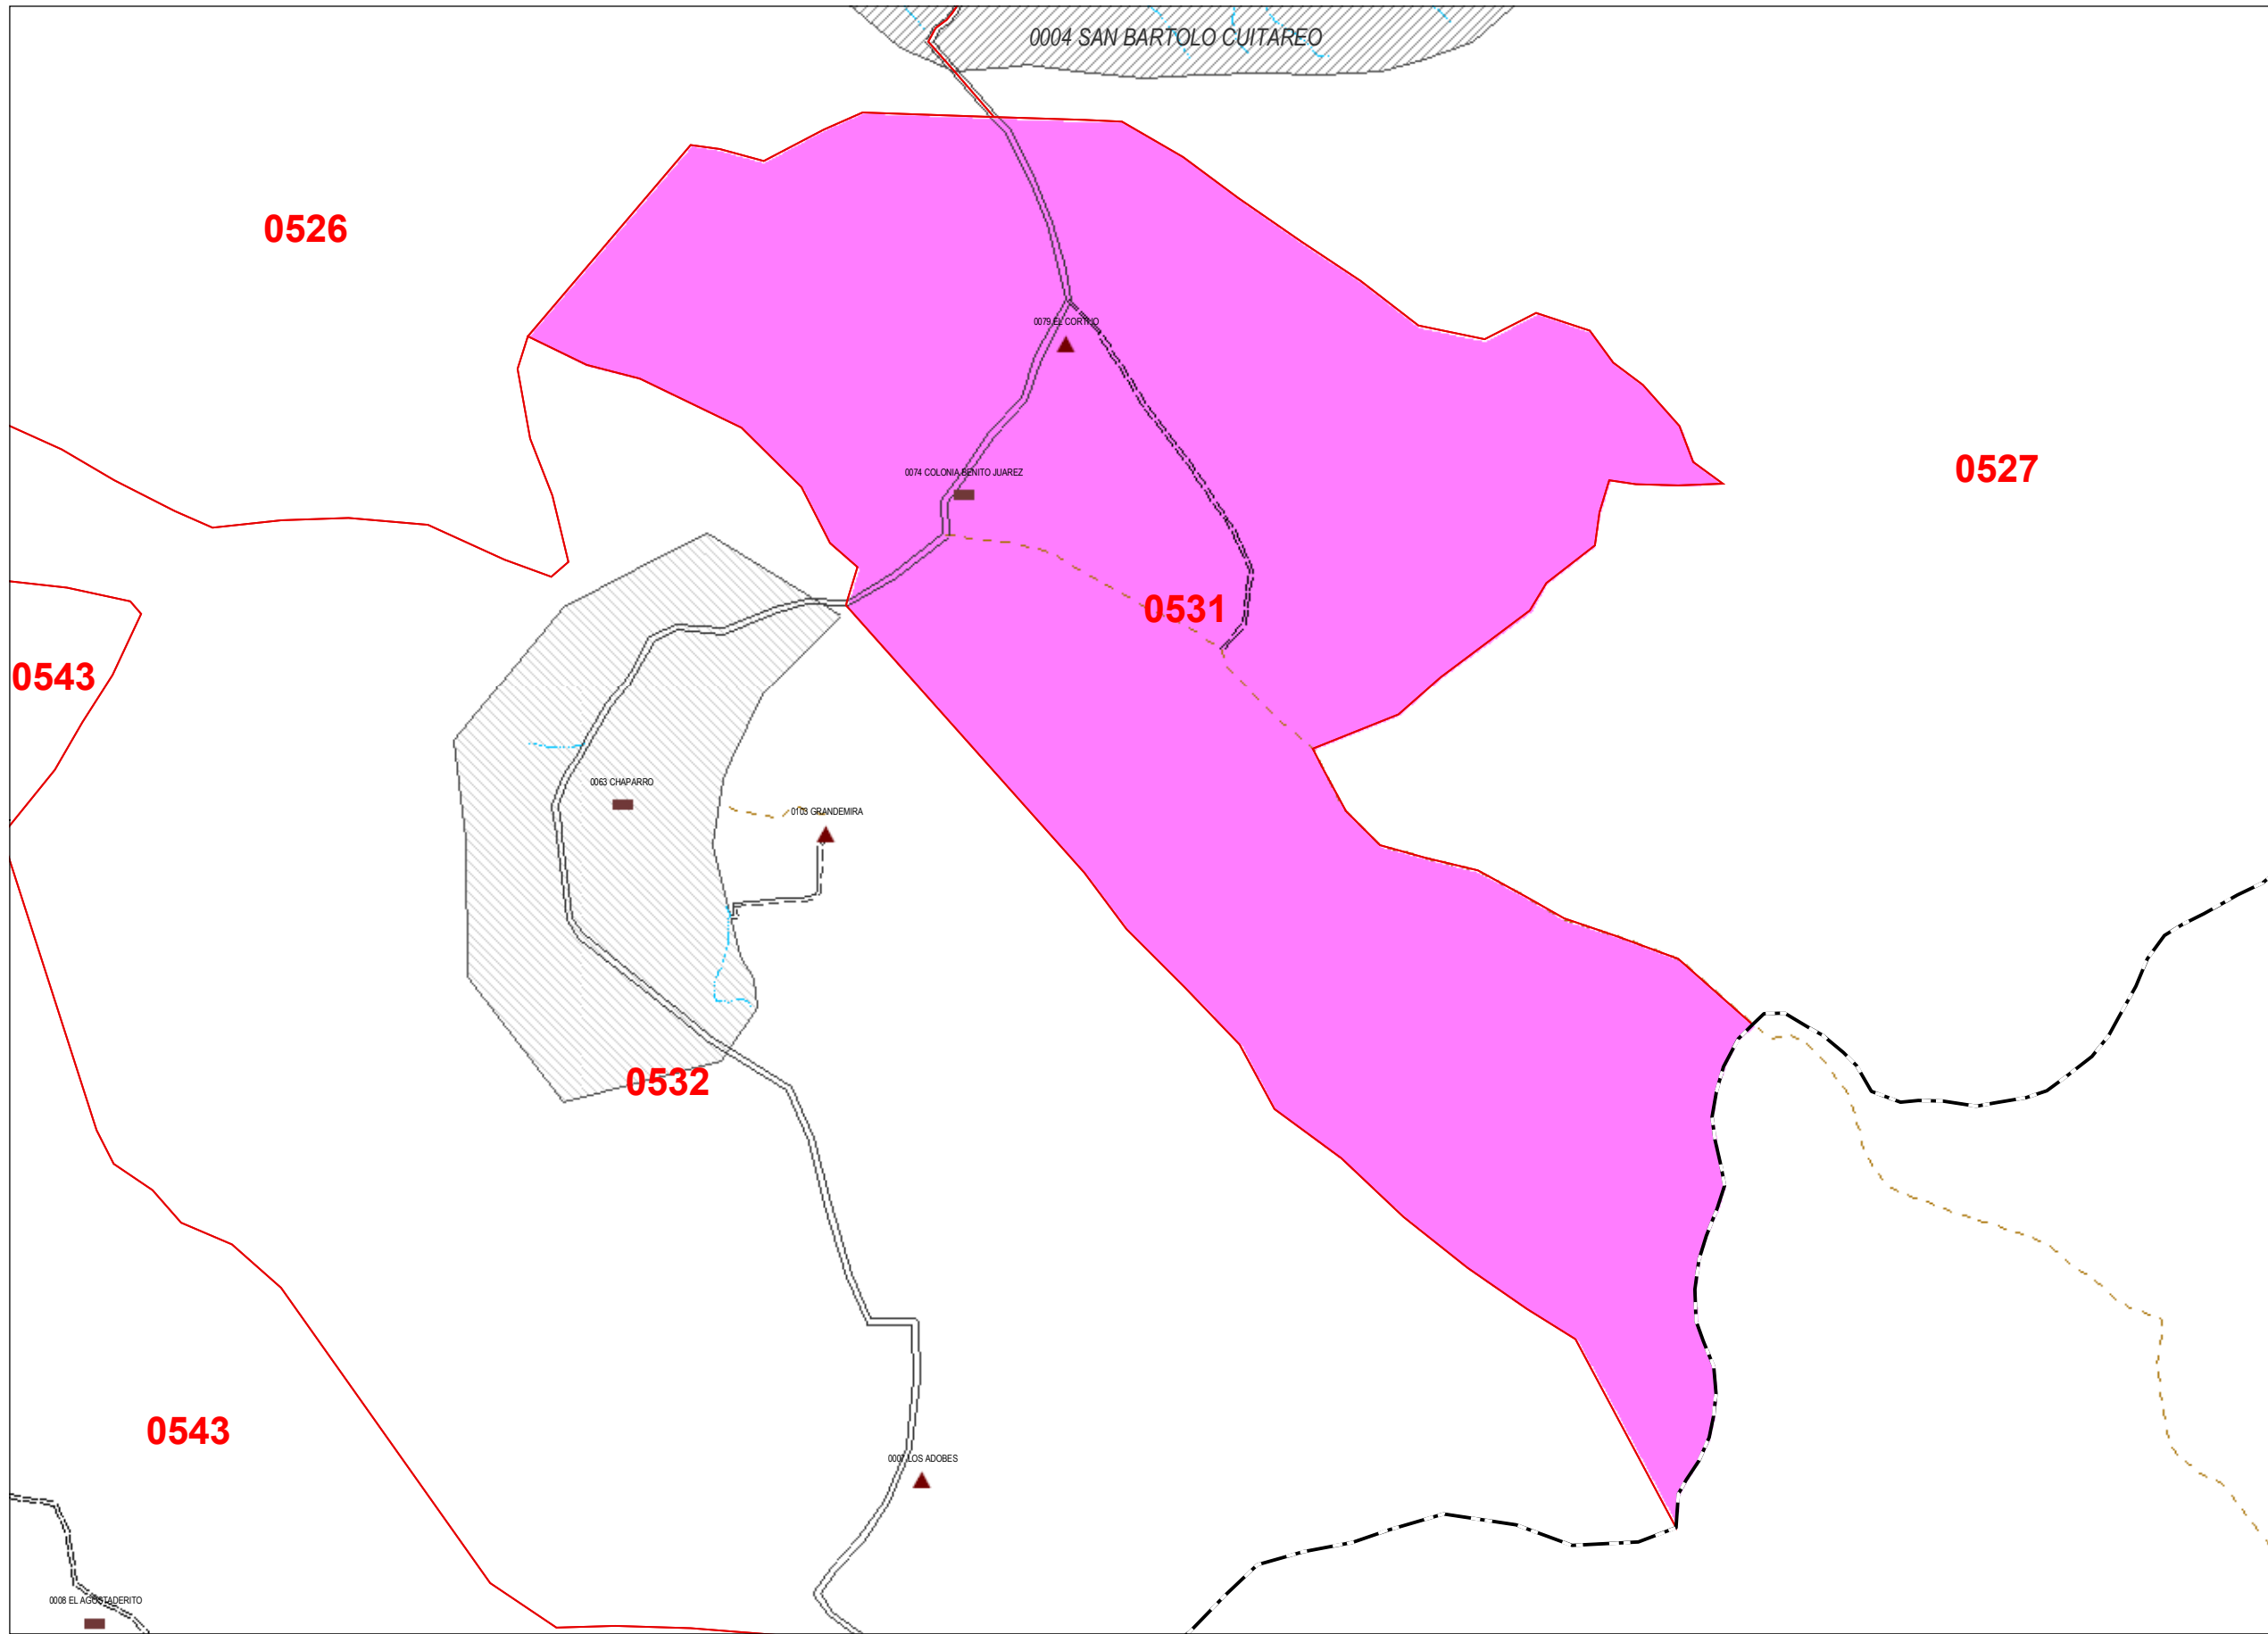 0004 SAN BARTOLO CUITAREO
0526
0079 EL CORTIJO
0527
0074 COLONIA BENITO JUAREZ
0531
0543
0063 CHAPARRO
0103 GRANDEMIRA
0532
0543
0007 LOS ADOBES
0008 EL AGOSTADERITO